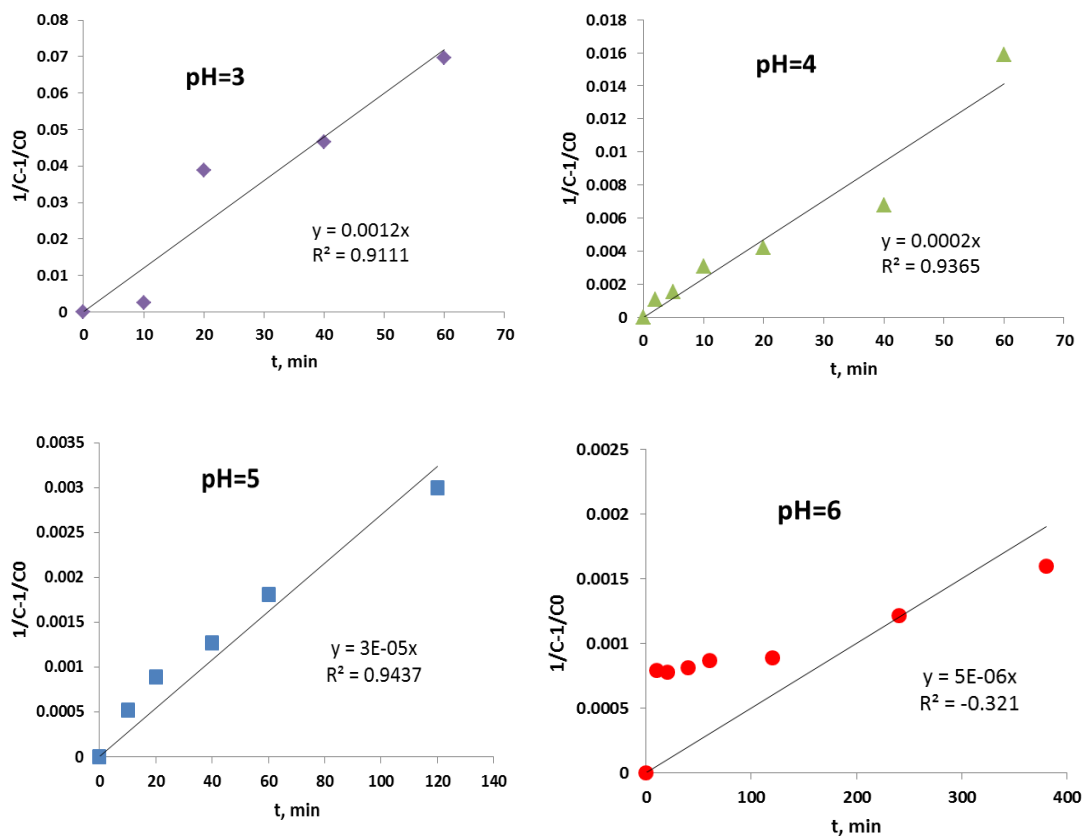 pH=3
1/C-1/C0
0.08
0.07
0.06
0.05
0.04
0.03
0.02
0.01
0
y = 0.0012x
R² = 0.9111
0 10 20 30 40 50 60 70
t, min
pH=4
1/C-1/C0
0.018
0.016
0.014
0.012
0.01
0.008
0.006
0.004
0.002
0
y = 0.0002x
R² = 0.9365
0 10 20 30 40 50 60 70
t, min
pH=5
1/C-1/C0
0.0035
0.003
0.0025
0.002
0.0015
0.001
0.0005
0
y = 3E-05x
R² = 0.9437
0 20 40 60 80 100 120 140
t, min
pH=6
1/C-1/C0
0.0025
0.002
0.0015
0.001
0.0005
0
y = 5E-06x
R² = -0.321
0 100 200 300 400
t, min